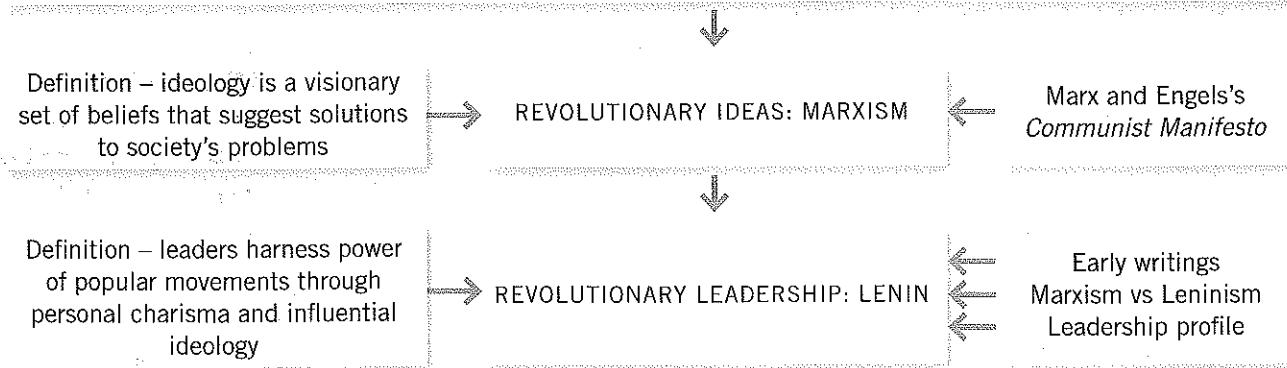 Definition – ideology is a visionary
set of beliefs that suggest solutions
to society's problems
REVOLUTIONARY IDEAS: MARXISM
Marx and Engels's
Communist Manifesto
Definition – leaders harness power
of popular movements through
personal charisma and influential
ideology
REVOLUTIONARY LEADERSHIP: LENIN
Early writings
Marxism vs Leninism
Leadership profile